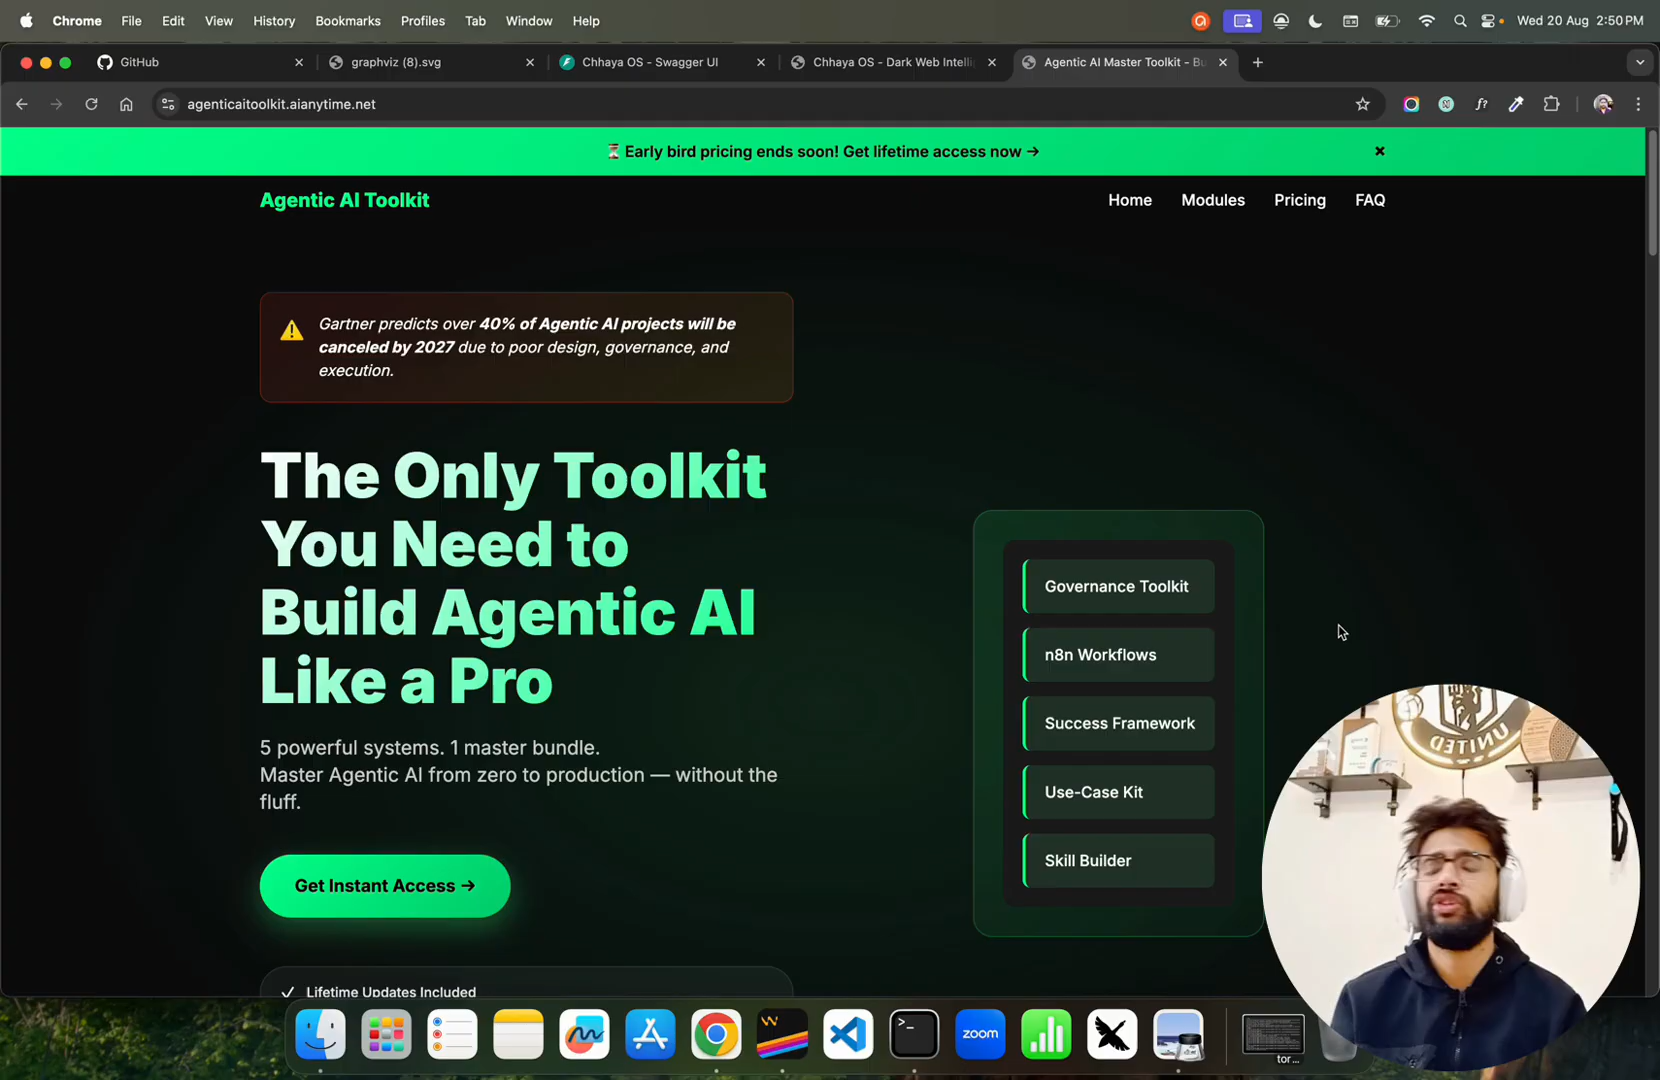 Chrome File Edit View History Bookmarks Profiles Tab Window Help Wed 20 Aug 2:50 PM
GitHub graphviz (8).svg Chhaya OS - Swagger UI Chhaya OS - Dark Web Intelli Agentic AI Master Toolkit - Bu
agenticaitoolkit.aianytime.net
⏳ Early bird pricing ends soon! Get lifetime access now →
Agentic AI Toolkit Home Modules Pricing FAQ
Gartner predicts over 40% of Agentic AI projects will be
canceled by 2027 due to poor design, governance, and
execution.
The Only Toolkit
You Need to
Build Agentic AI
Like a Pro
5 powerful systems. 1 master bundle.
Master Agentic AI from zero to production — without the
fluff.
Get Instant Access →
✓ Lifetime Updates Included
Governance Toolkit
n8n Workflows
Success Framework
Use-Case Kit
Skill Builder
UNITED
zoom
tor...